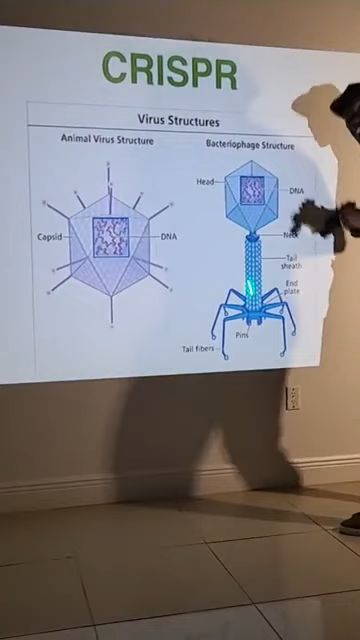 CRISPR
Virus Structures
Animal Virus Structure
Bacteriophage Structure
Capsid
DNA
Head
DNA
Neck
Tail
sheath
End
plate
Pins
Tail fibers